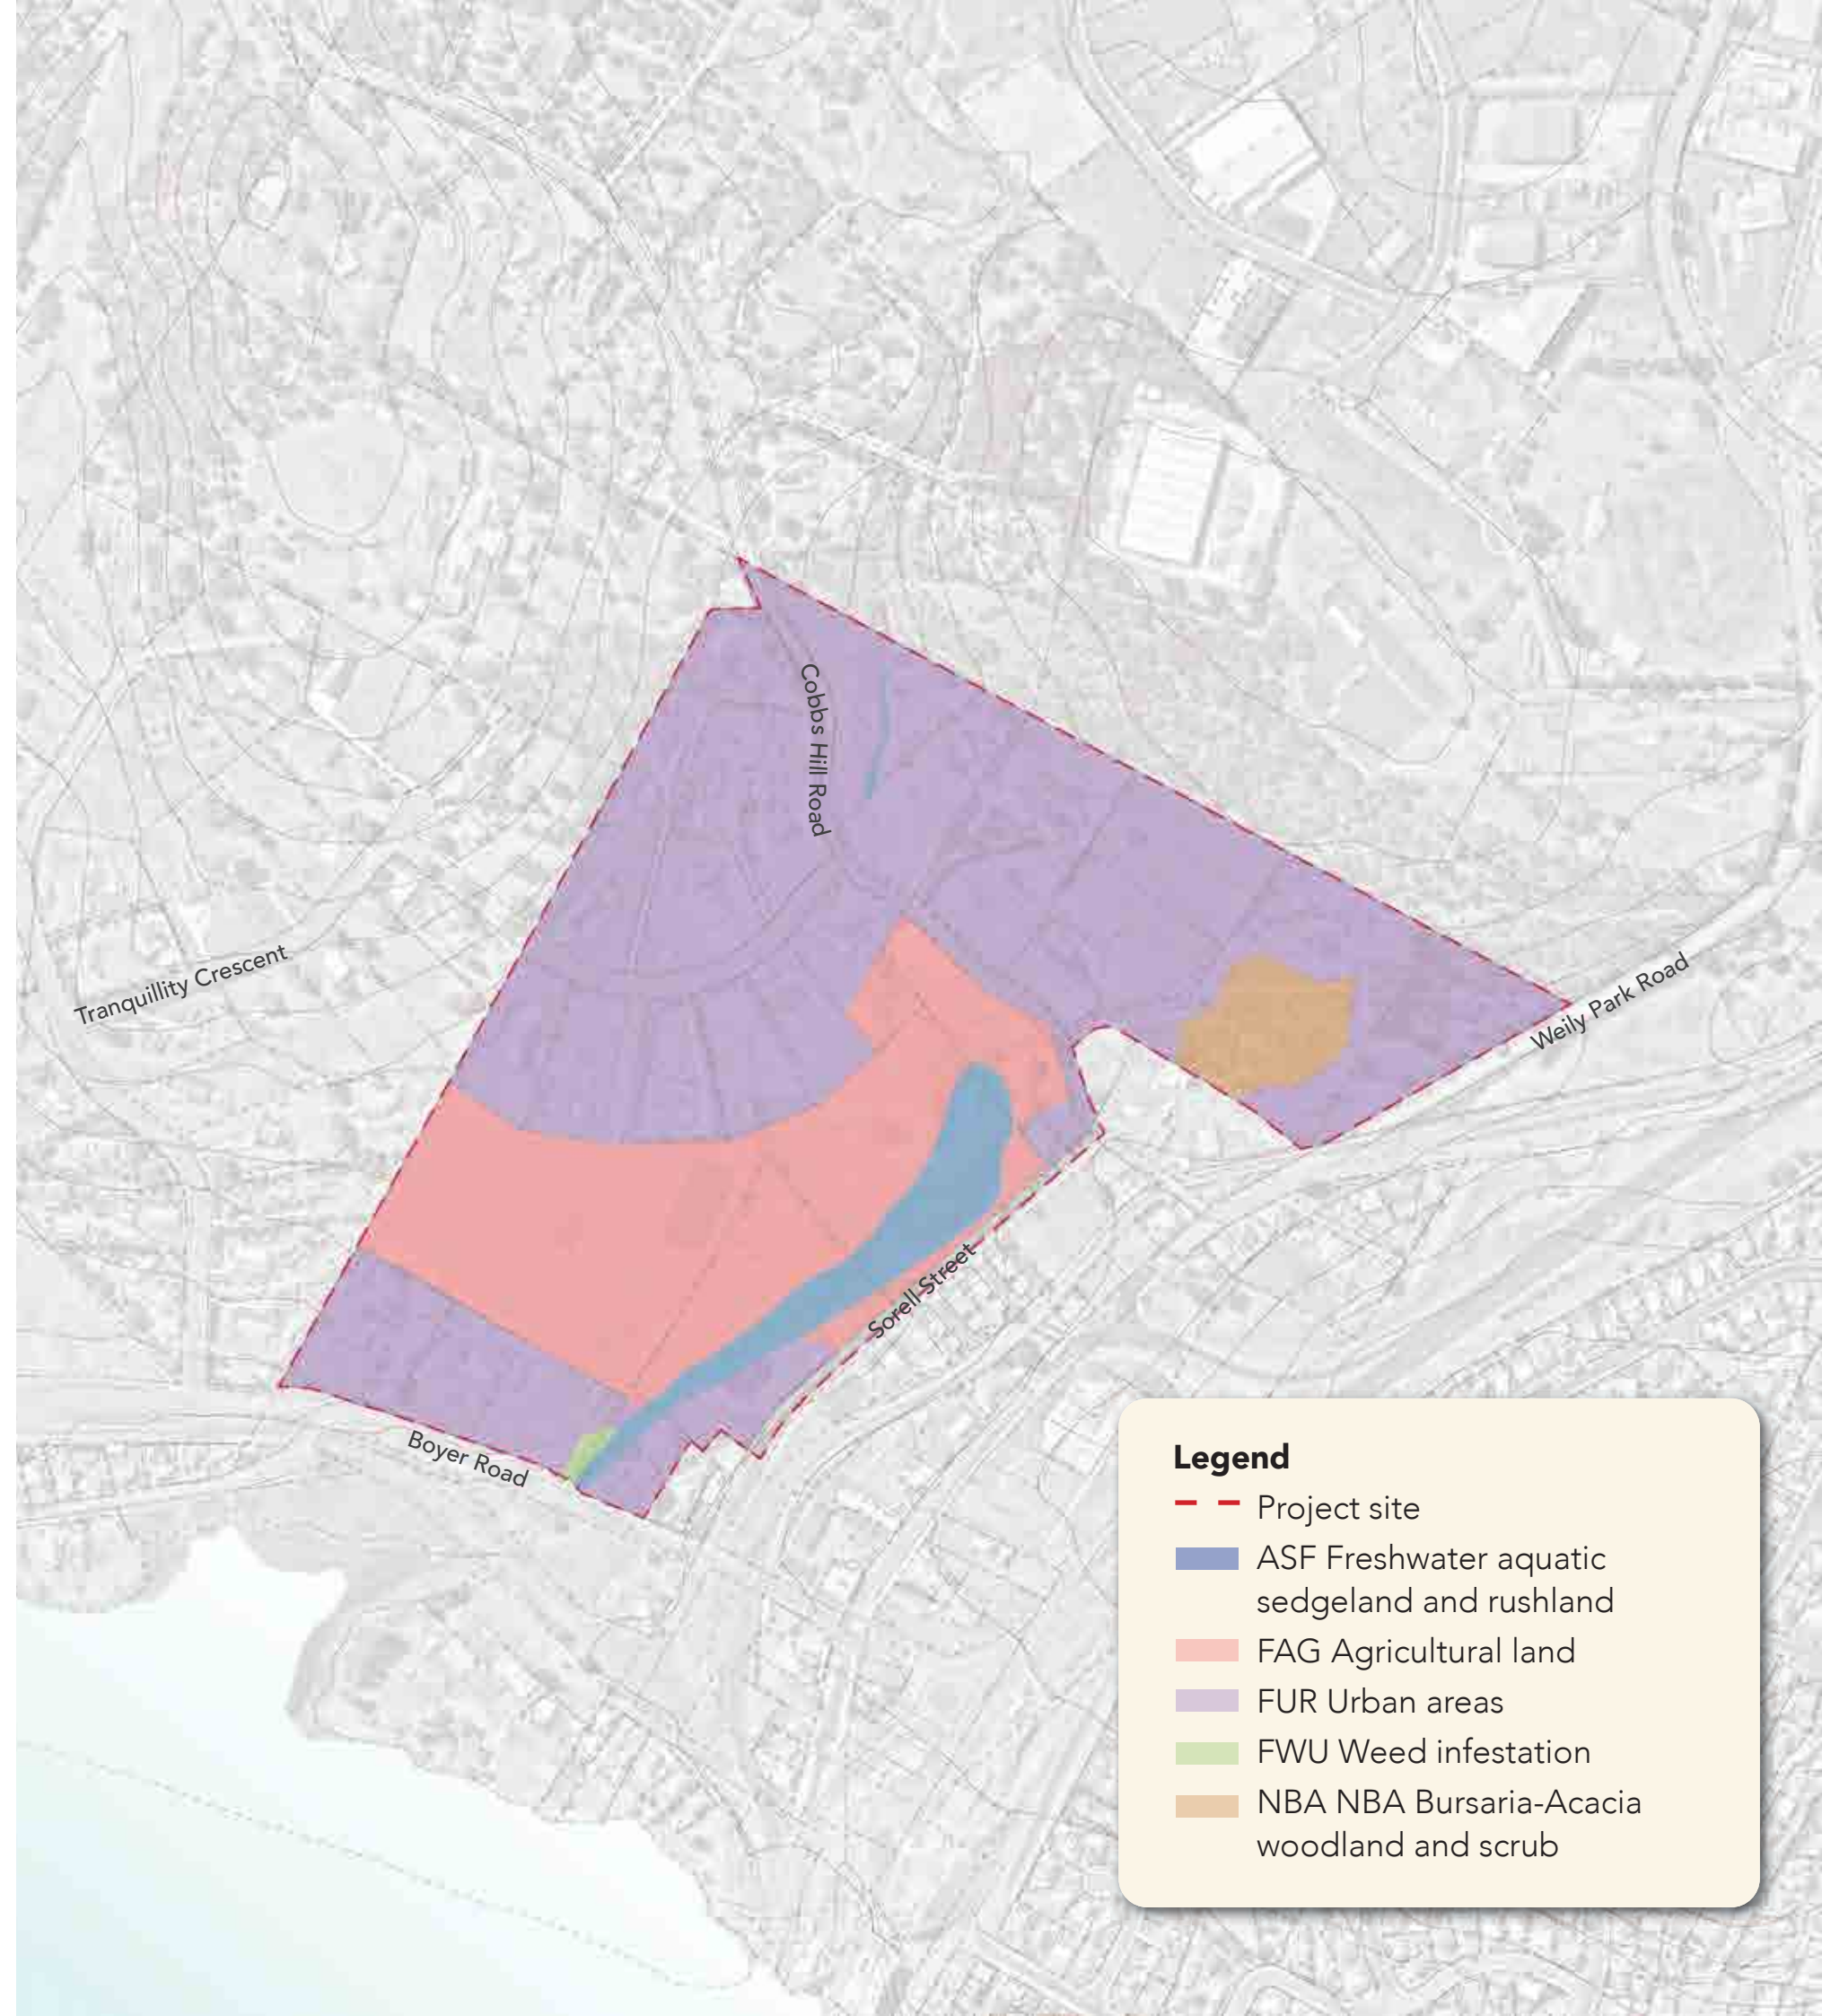 Cobbs Hill Road
Tranquillity Crescent
Weily Park Road
Sorell Street
Boyer Road
Legend
Project site
ASF Freshwater aquatic
sedgeland and rushland
FAG Agricultural land
FUR Urban areas
FWU Weed infestation
NBA NBA Bursaria-Acacia
woodland and scrub